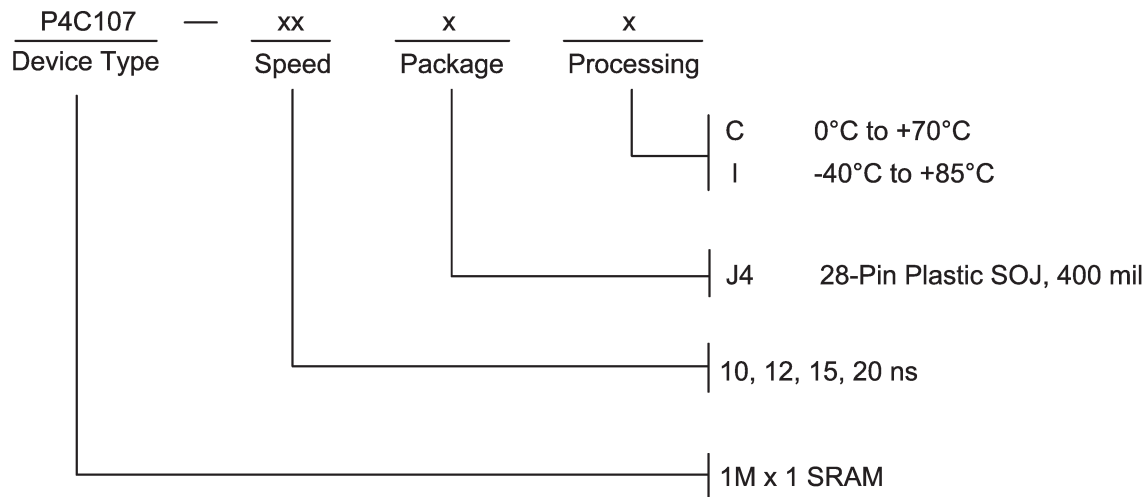 P4C107 — xx x x
Device Type Speed Package Processing
C 0°C to +70°C
I -40°C to +85°C
J4 28-Pin Plastic SOJ, 400 mil
10, 12, 15, 20 ns
1M x 1 SRAM